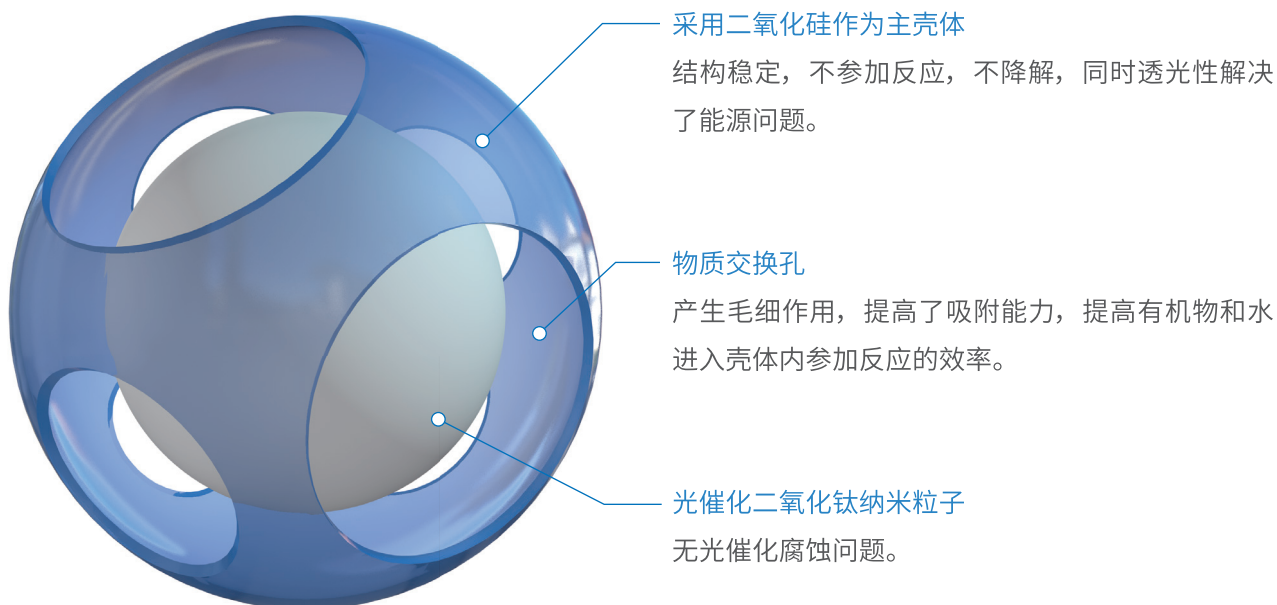 采用二氧化硅作为主壳体
结构稳定，不参加反应，不降解，同时透光性解决
了能源问题。
物质交换孔
产生毛细作用，提高了吸附能力，提高有机物和水
进入壳体内参加反应的效率。
光催化二氧化钛纳米粒子
无光催化腐蚀问题。